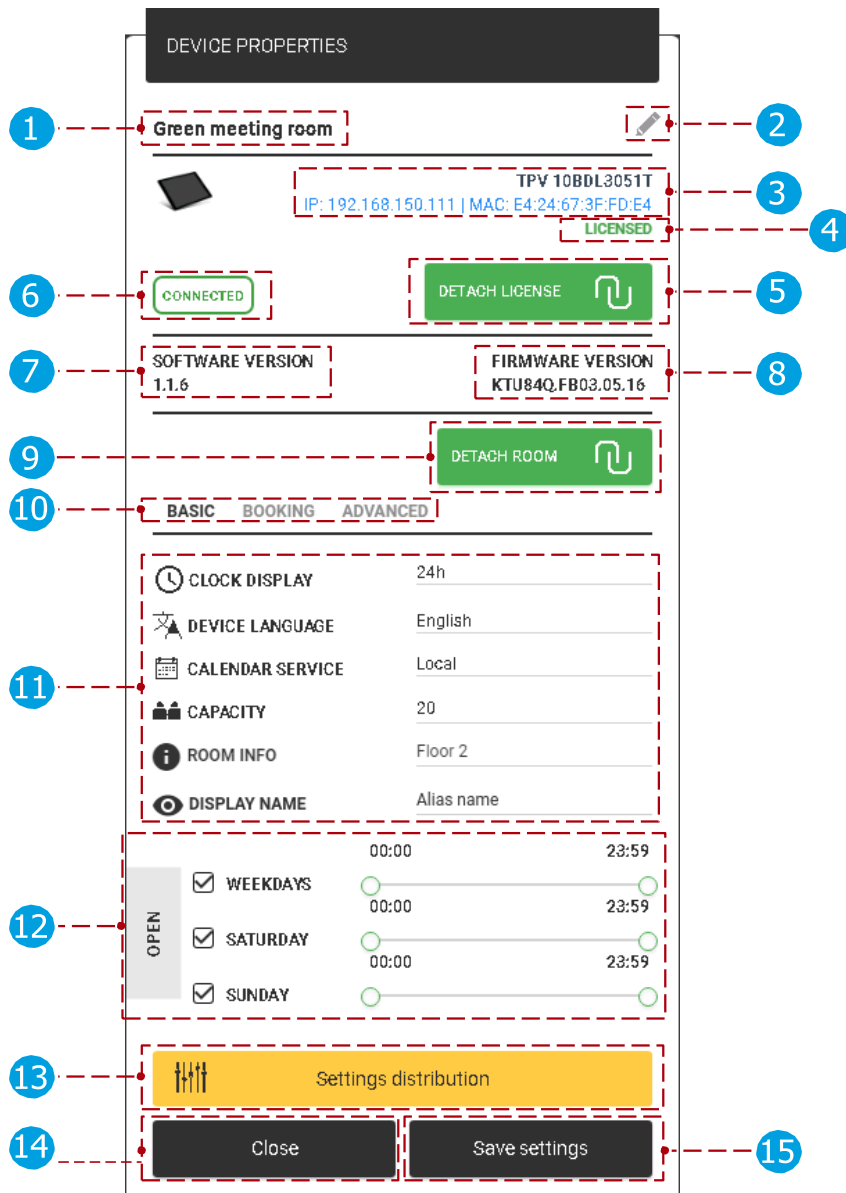 DEVICE PROPERTIES
1
Green meeting room
2
TPV 10BDL3051T
3
IP: 192.168.150.111 | MAC: E4:24:67:3F:FD:E4
LICENSED
4
6
CONNECTED
DETACH LICENSE
5
7
SOFTWARE VERSION
1.1.6
FIRMWARE VERSION
KTU84Q.FB03.05.16
8
9
DETACH ROOM
10
BASIC BOOKING ADVANCED
CLOCK DISPLAY 24h
DEVICE LANGUAGE English
CALENDAR SERVICE Local
11
CAPACITY 20
ROOM INFO Floor 2
DISPLAY NAME Alias name
00:00 23:59
WEEKDAYS
00:00 23:59
12
OPEN
SATURDAY
00:00 23:59
SUNDAY
13
Settings distribution
14
Close
Save settings
15